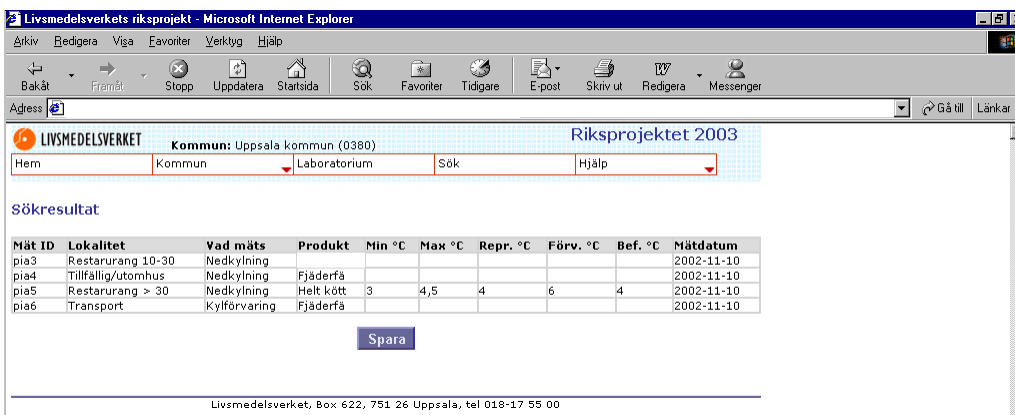 Livsmedelsverkets riksprojekt - Microsoft Internet Explorer
Arkiv Redigera Visa Favoriter Verktyg Hjälp
Bakåt Framåt Stopp Uppdatera Startsida Sök Favoriter Tidigare E-post Skriv ut Redigera Messenger
Adress Gå till Länkar
LIVSMEDELSVERKET Kommun: Uppsala kommun (0380) Riksprojektet 2003
Hem Kommun Laboratorium Sök Hjälp
Sökresultat
Mät ID Lokalitet Vad mäts Produkt Min °C Max °C Repr. °C Förv. °C Bef. °C Mätdatum
pia3 Restarurang 10-30 Nedkylning 2002-11-10
pia4 Tillfällig/utomhus Nedkylning Fjäderfä 2002-11-10
pia5 Restarurang > 30 Nedkylning Helt kött 3 4,5 4 6 4 2002-11-10
pia6 Transport Kylförvaring Fjäderfä 2002-11-10
Spara
Livsmedelsverket, Box 622, 751 26 Uppsala, tel 018-17 55 00